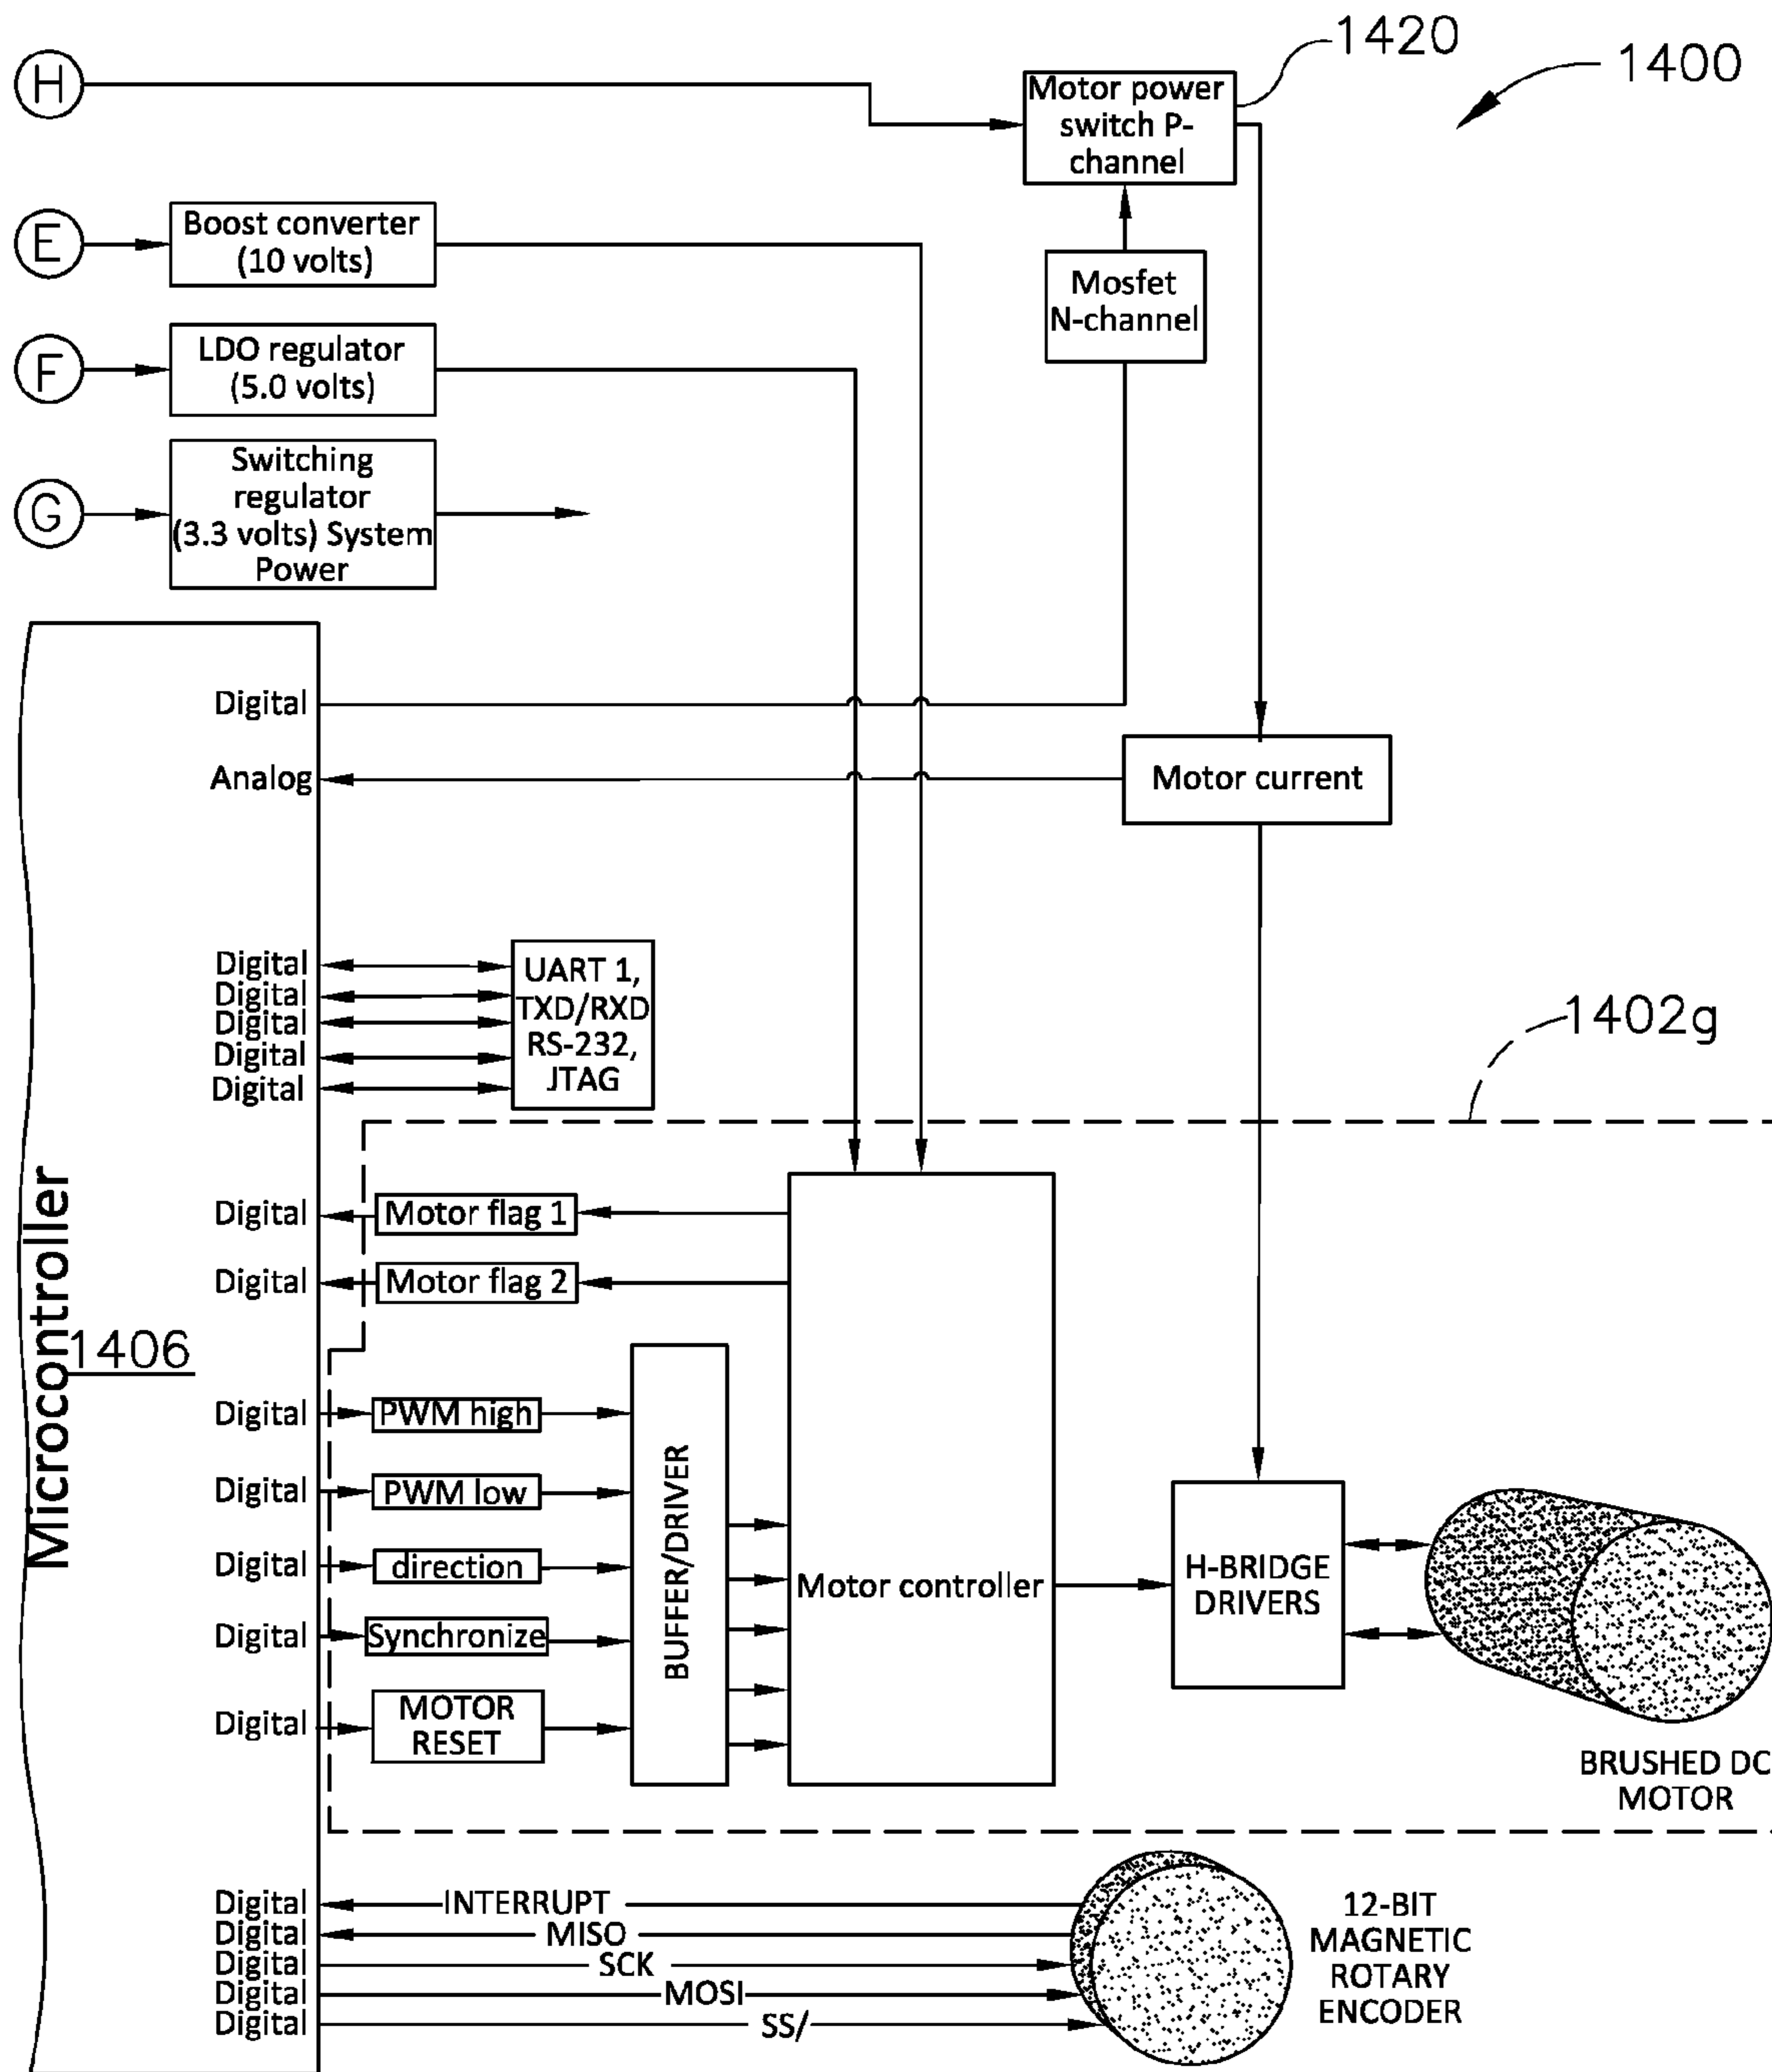 1420
1400
H
Motor power
switch P-
channel
E
Boost converter
(10 volts)
Mosfet
N-channel
F
LDO regulator
(5.0 volts)
G
Switching
regulator
(3.3 volts) System
Power
Digital
Analog
Motor current
Digital
Digital
Digital
Digital
Digital
UART 1,
TXD/RXD
RS-232,
JTAG
1402g
Microcontroller
1406
Digital
Motor flag 1
Digital
Motor flag 2
Digital
PWM high
Digital
PWM low
Digital
direction
Digital
Synchronize
Digital
MOTOR
RESET
BUFFER/DRIVER
Motor controller
H-BRIDGE
DRIVERS
BRUSHED DC
MOTOR
Digital
INTERRUPT
Digital
MISO
Digital
SCK
Digital
MOSI
Digital
SS/
12-BIT
MAGNETIC
ROTARY
ENCODER